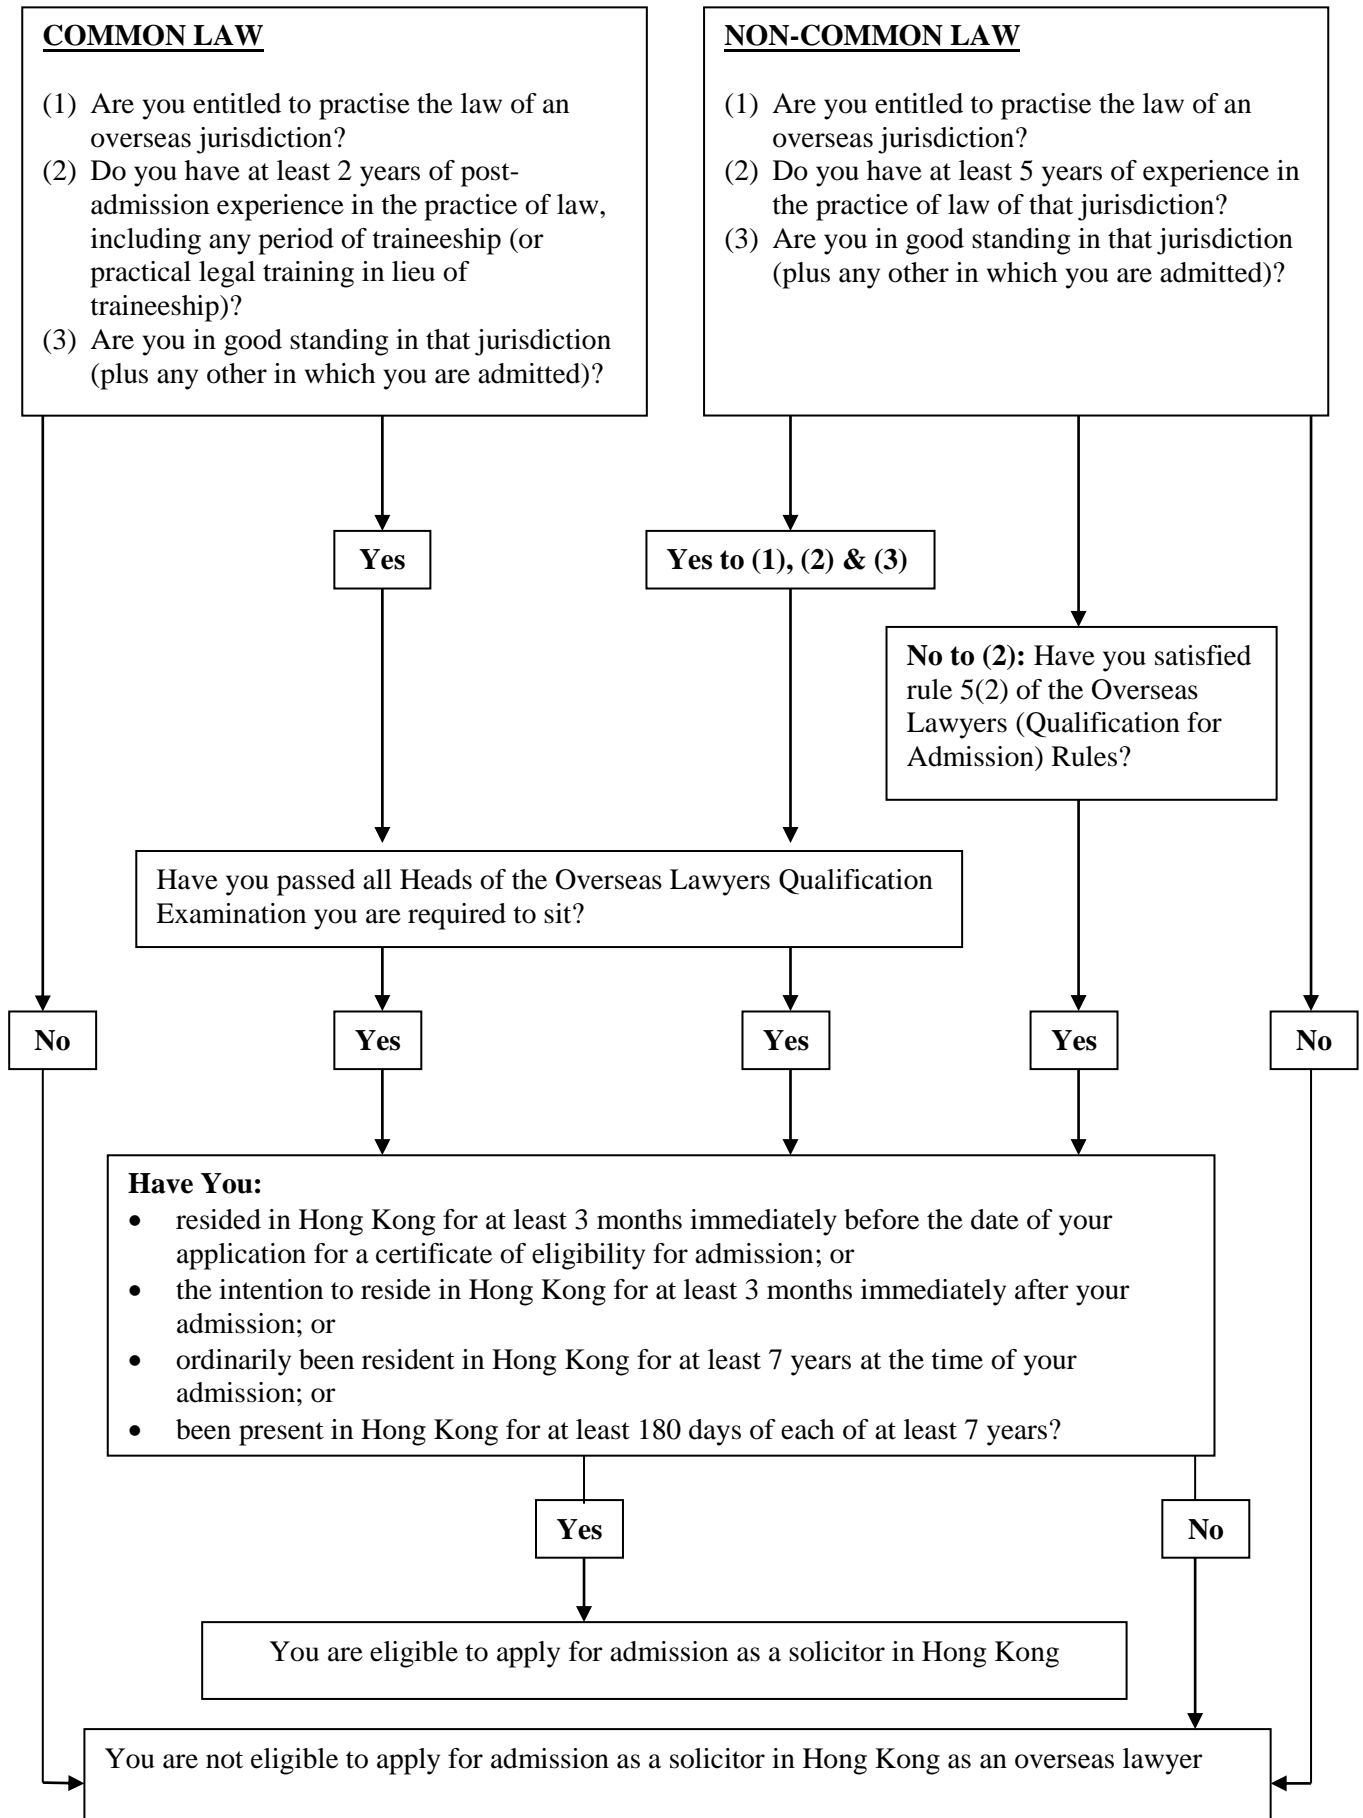 COMMON LAW
(1) Are you entitled to practise the law of an
overseas jurisdiction?
(2) Do you have at least 2 years of post-
admission experience in the practice of law,
including any period of traineeship (or
practical legal training in lieu of
traineeship)?
(3) Are you in good standing in that jurisdiction
(plus any other in which you are admitted)?
NON-COMMON LAW
(1) Are you entitled to practise the law of an
overseas jurisdiction?
(2) Do you have at least 5 years of experience in
the practice of law of that jurisdiction?
(3) Are you in good standing in that jurisdiction
(plus any other in which you are admitted)?
Yes
Yes to (1), (2) & (3)
No to (2): Have you satisfied
rule 5(2) of the Overseas
Lawyers (Qualification for
Admission) Rules?
Have you passed all Heads of the Overseas Lawyers Qualification
Examination you are required to sit?
No
Yes
Yes
Yes
No
Have You:
• resided in Hong Kong for at least 3 months immediately before the date of your
application for a certificate of eligibility for admission; or
• the intention to reside in Hong Kong for at least 3 months immediately after your
admission; or
• ordinarily been resident in Hong Kong for at least 7 years at the time of your
admission; or
• been present in Hong Kong for at least 180 days of each of at least 7 years?
Yes
No
You are eligible to apply for admission as a solicitor in Hong Kong
You are not eligible to apply for admission as a solicitor in Hong Kong as an overseas lawyer